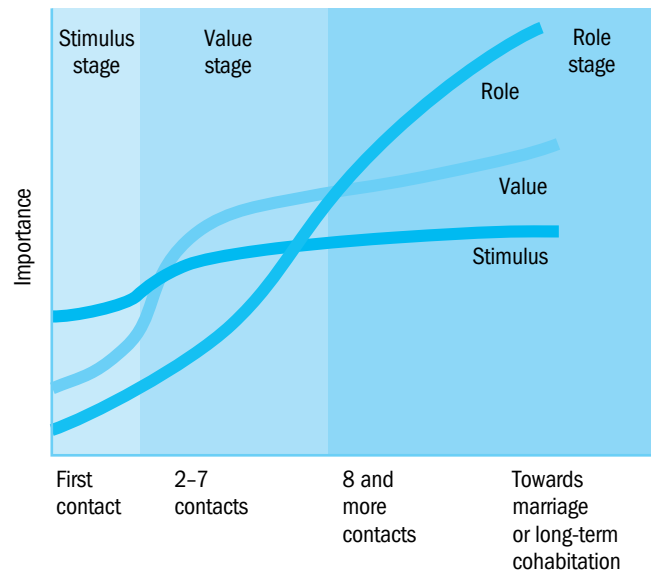 Stimulus
stage
Value
stage
Role
stage
Role
Value
Stimulus
Importance
First
contact
2–7
contacts
8 and
more
contacts
Towards
marriage
or long-term
cohabitation